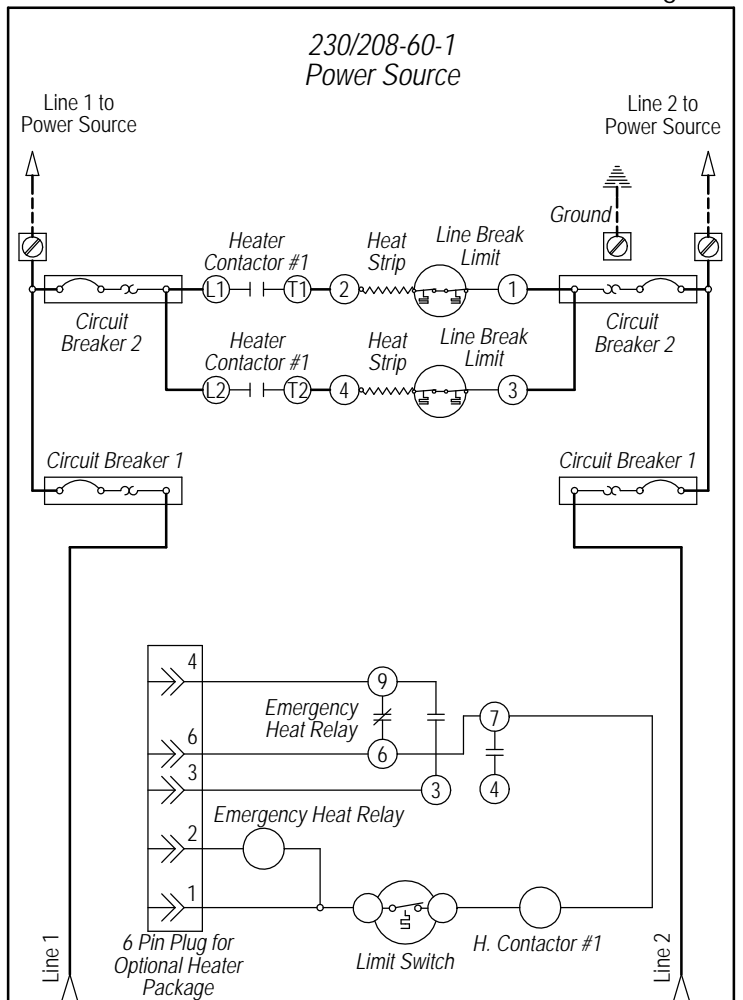 230/208-60-1
Power Source
Line 1 to
Power Source
Line 2 to
Power Source
Ground
Heater
Contactor #1
Heat
Strip
Line Break
Limit
L1
T1
2
1
Circuit
Breaker 2
Circuit
Breaker 2
Heater
Contactor #1
Heat
Strip
Line Break
Limit
L2
T2
4
3
Circuit Breaker 1
Circuit Breaker 1
4
9
Emergency
Heat Relay
7
6
6
3
3
4
Emergency Heat Relay
2
1
Line 1
6 Pin Plug for
Optional Heater
Package
Limit Switch
H. Contactor #1
Line 2